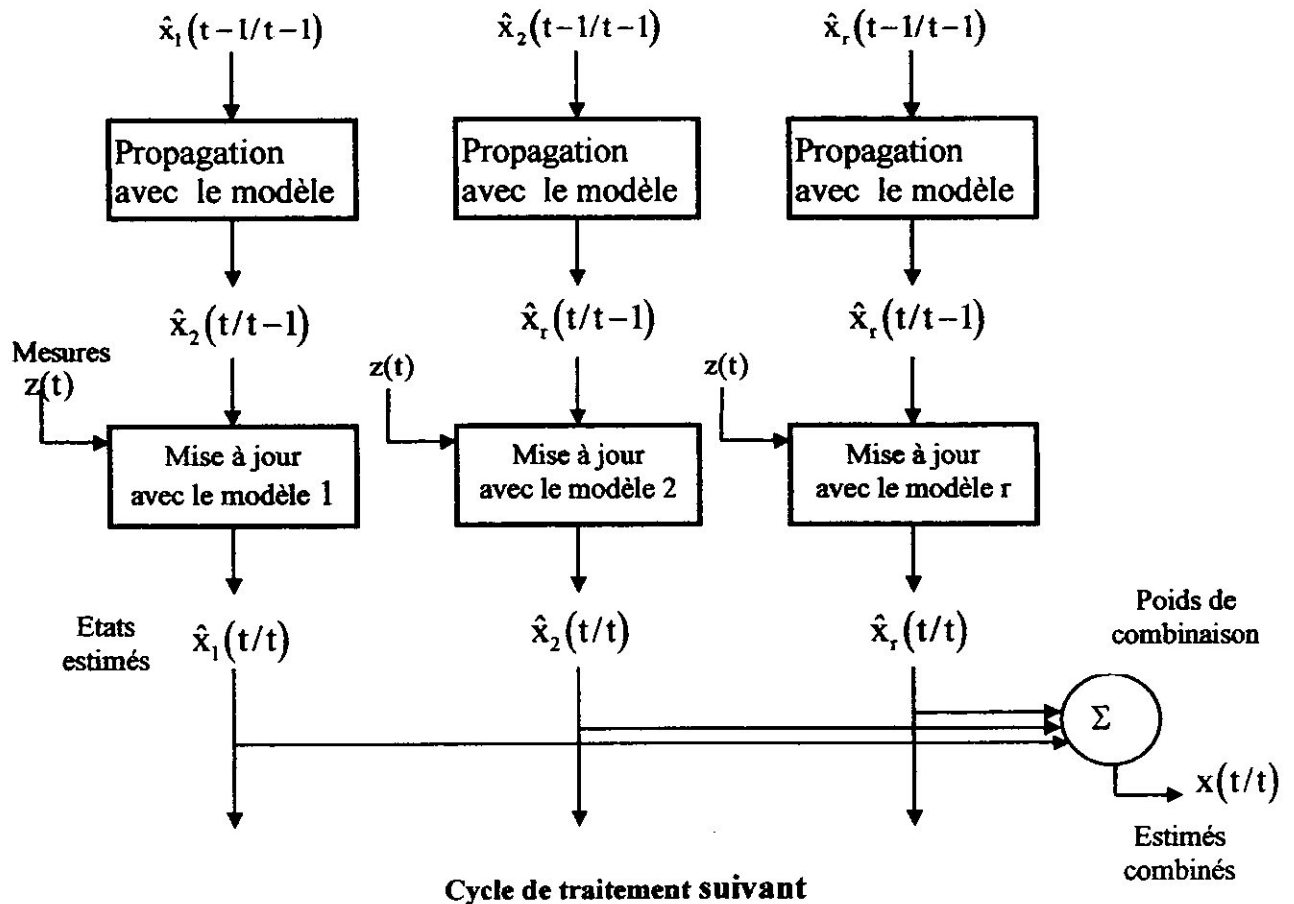 x̂₁(t−1/t−1)
x̂₂(t−1/t−1)
x̂ᵣ(t−1/t−1)
Propagation
avec le modèle
Propagation
avec le modèle
Propagation
avec le modèle
x̂₂(t/t−1)
x̂ᵣ(t/t−1)
x̂ᵣ(t/t−1)
Mesures
z(t)
z(t)
z(t)
Mise à jour
avec le modèle 1
Mise à jour
avec le modèle 2
Mise à jour
avec le modèle r
Etats
estimés
x̂₁(t/t)
x̂₂(t/t)
x̂ᵣ(t/t)
Poids de
combinaison
Σ
x(t/t)
Estimés
combinés
Cycle de traitement suivant